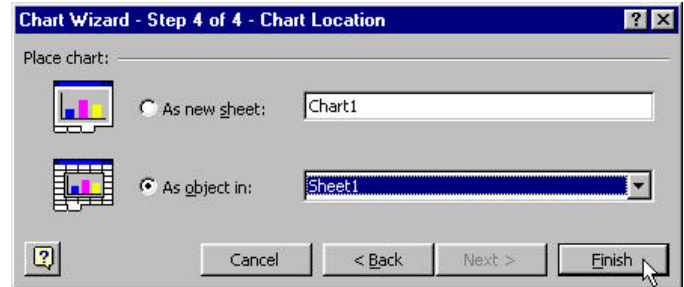 Chart Wizard - Step 4 of 4 - Chart Location ? ×
Place chart:
As new sheet: Chart1
As object in: Sheet1
? Cancel < Back Next > Finish